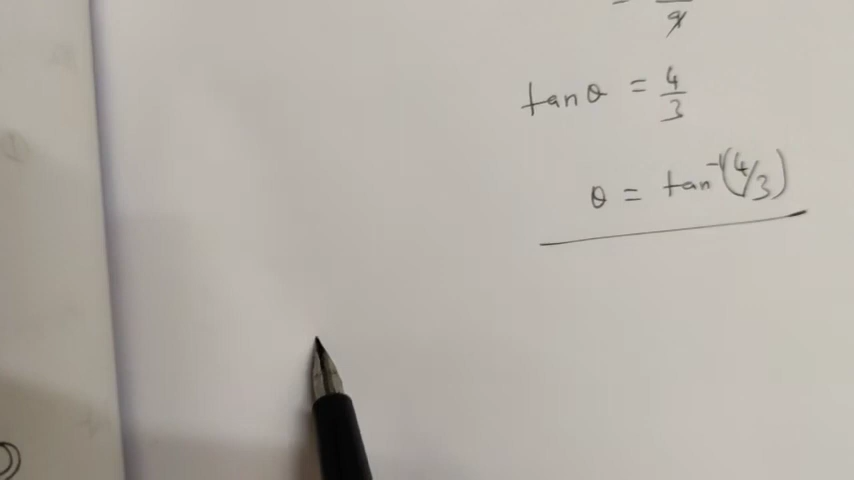 tanθ = 4/3
θ = tan⁻¹(4/3)